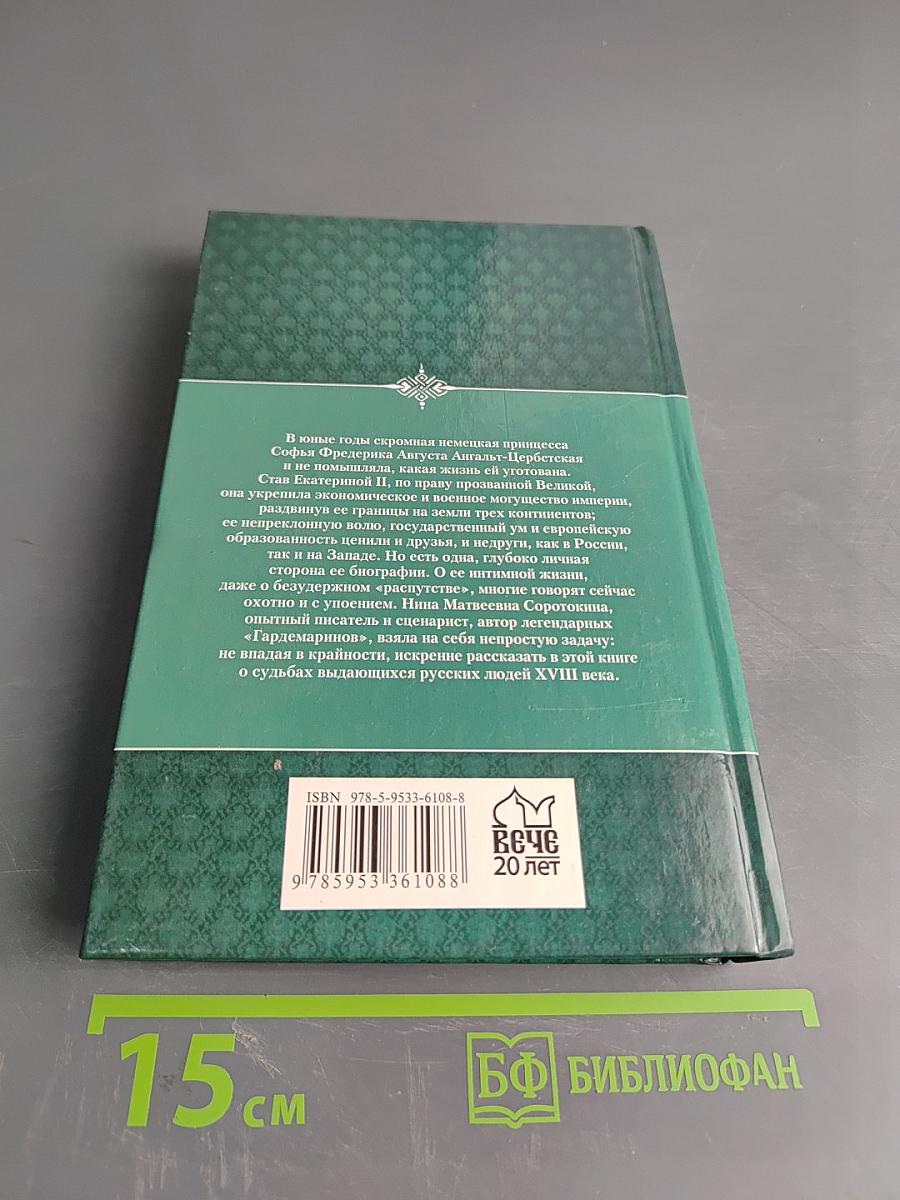 В юные годы скромная немецкая принцесса
Софья Фредерика Августа Ангальт-Цербстская
и не помышляла, какая жизнь ей уготована.
Став Екатериной II, по праву прозванной Великой,
она укрепила экономическое и военное могущество империи,
раздвинув ее границы на земли трех континентов;
ее непреклонную волю, государственный ум и европейскую
образованность ценили и друзья, и недруги, как в России,
так и на Западе. Но есть одна, глубоко личная
сторона ее биографии. О ее интимной жизни,
даже о безудержном «распутстве», многие говорят сейчас
охотно и с упоением. Нина Матвеевна Соротокина,
опытный писатель и сценарист, автор легендарных
«Гардемаринов», взяла на себя непростую задачу:
не впадая в крайности, искренне рассказать в этой книге
о судьбах выдающихся русских людей XVIII века.
ISBN 978-5-9533-6108-8
9 785953 361088
ВЕЧЕ
20 лет
15 см
БФ БИБЛИОФАН